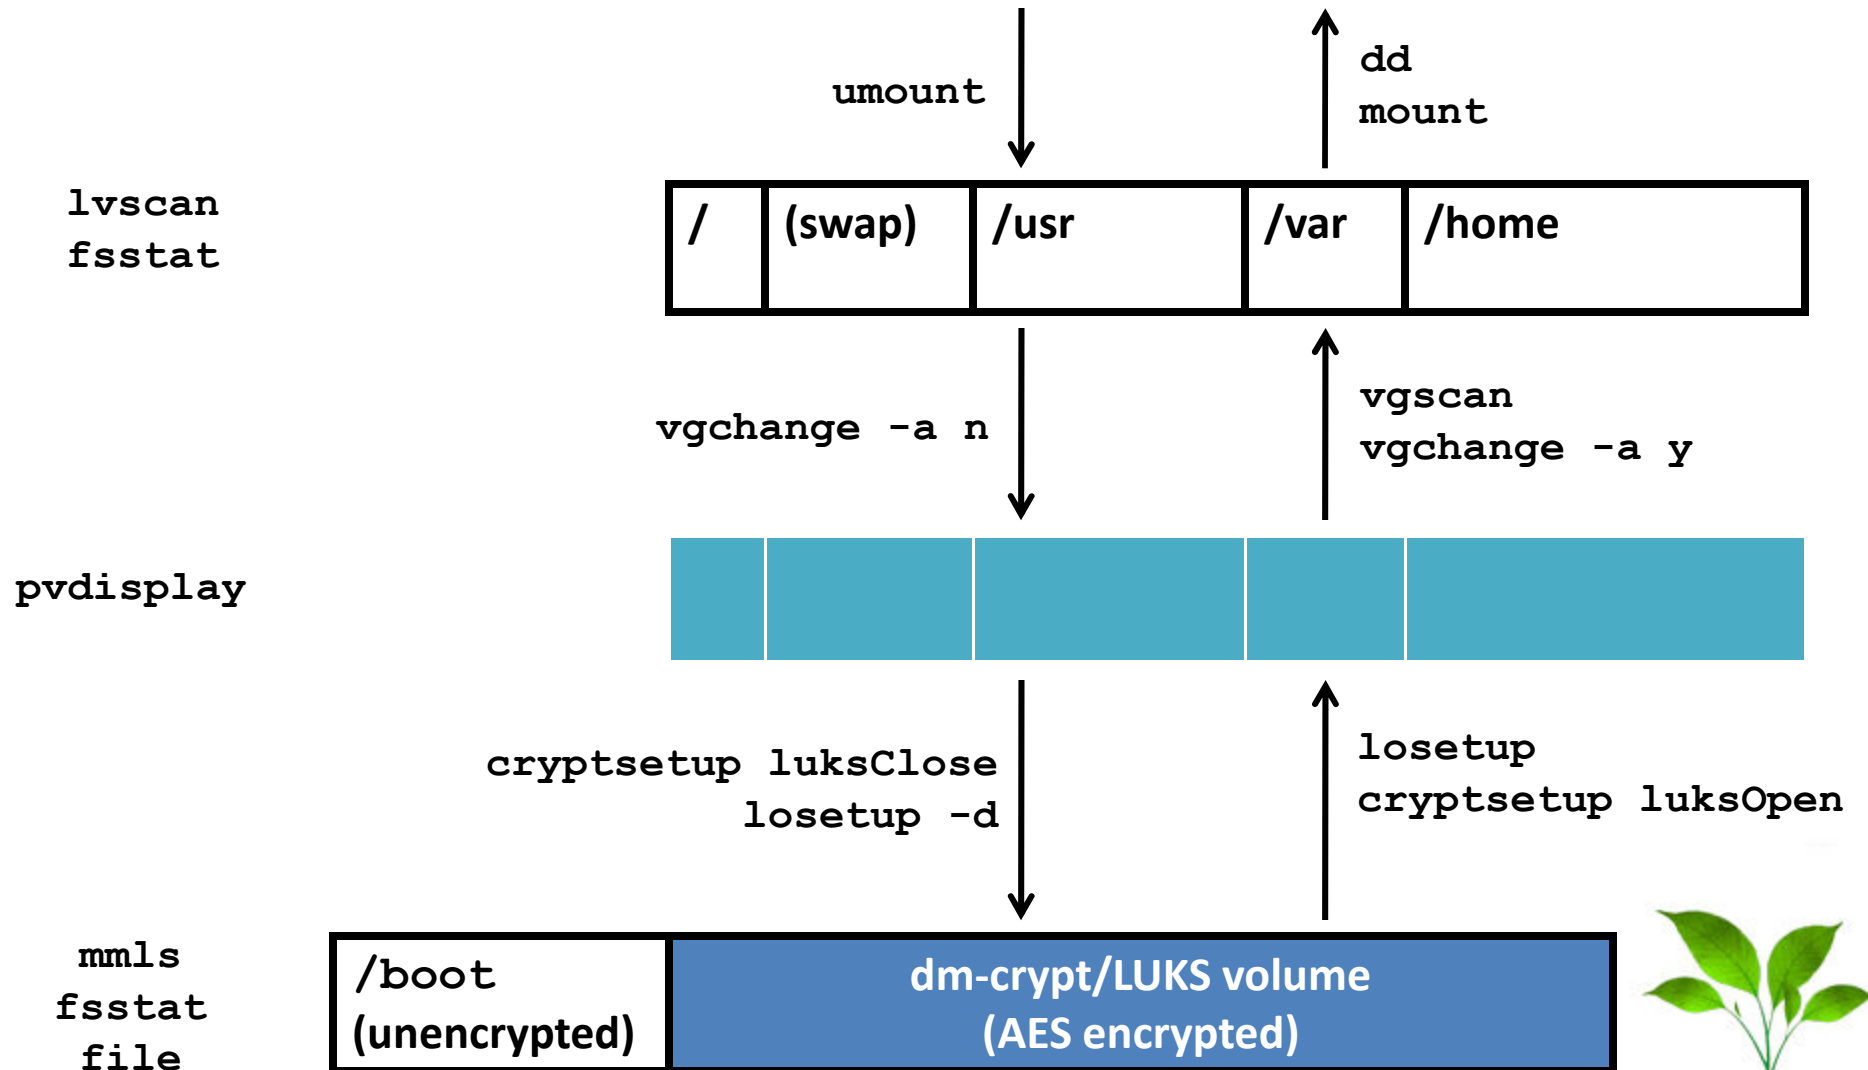 umount
dd
mount
lvscan
fsstat
/
(swap)
/usr
/var
/home
vgchange -a n
vgscan
vgchange -a y
pvdisplay
cryptsetup luksClose
losetup -d
losetup
cryptsetup luksOpen
mmls
fsstat
file
/boot
(unencrypted)
dm-crypt/LUKS volume
(AES encrypted)